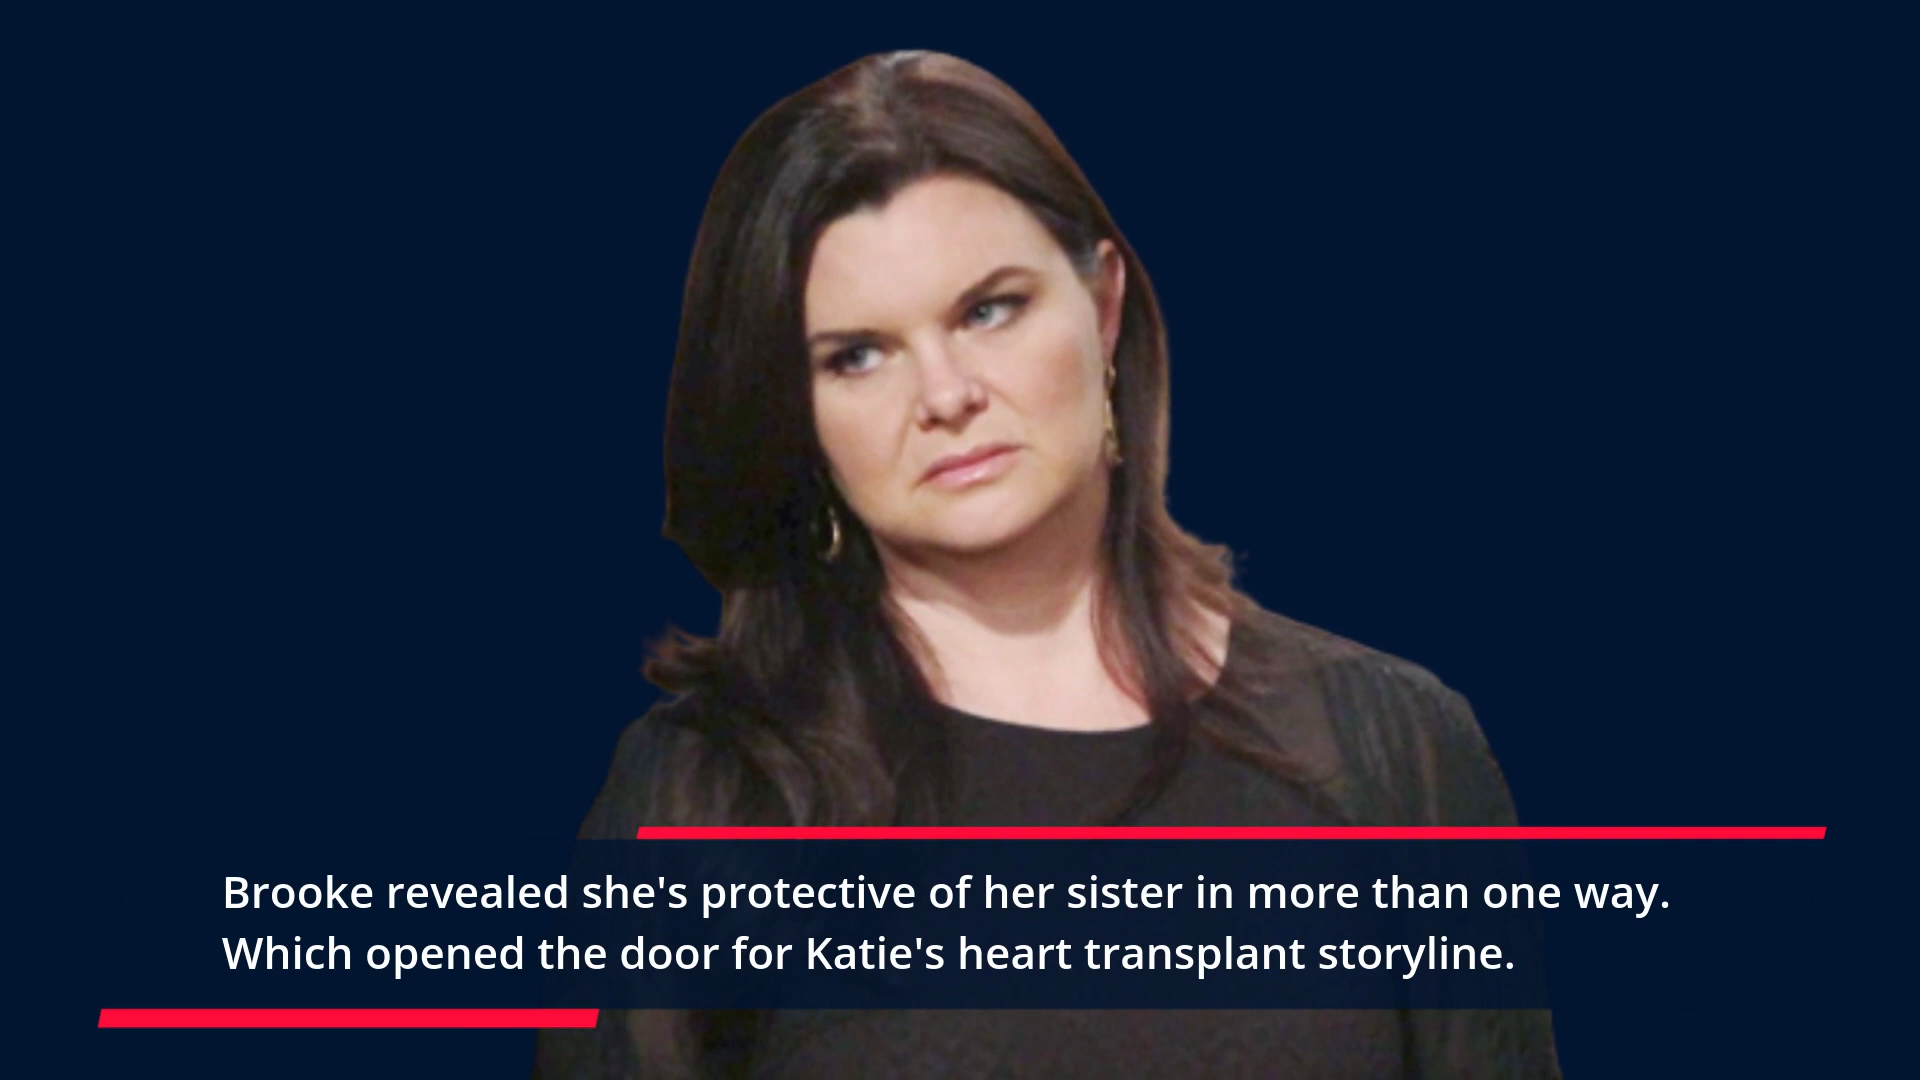 Brooke revealed she's protective of her sister in more than one way.
Which opened the door for Katie's heart transplant storyline.